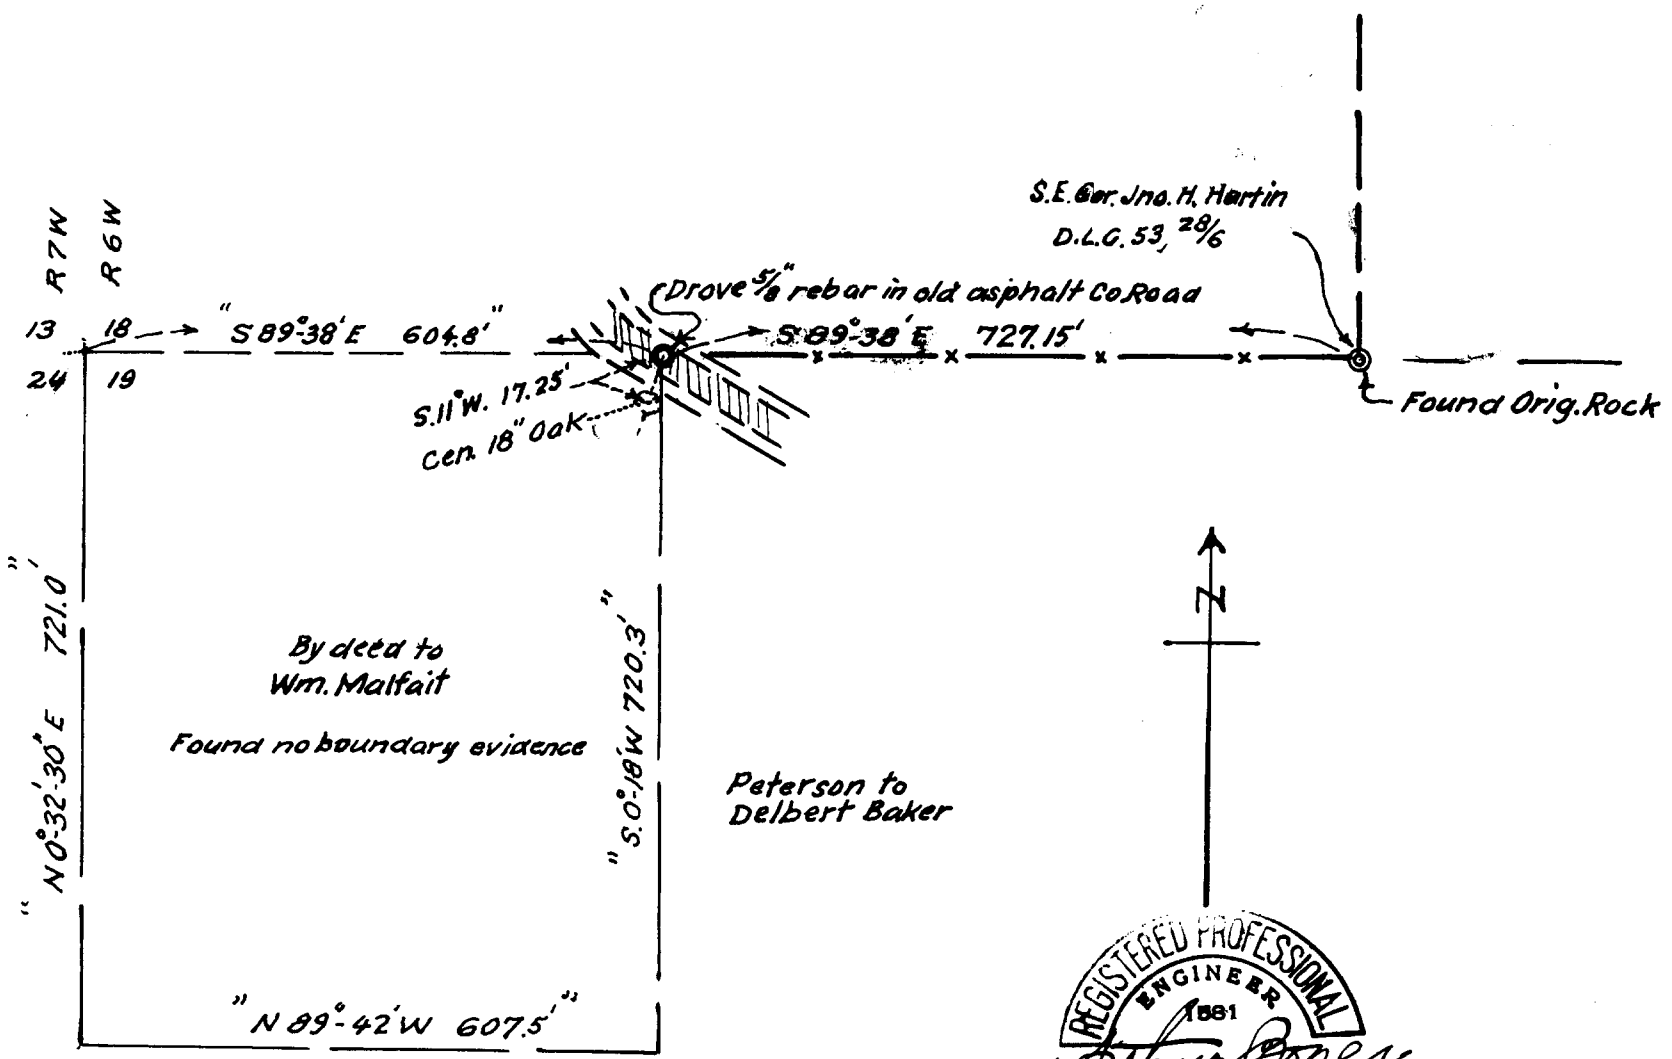 S.E. Cor. Jno. H. Hartin
D.L.C. 53, 28/6
R7W
R6W
Drove 5/8" rebar in old asphalt Co. Road
13 18
"S 89°-38' E 604.8'"
S 89°-38' E 727.15'
24 19
S.11°W. 17.25'
Cen. 18" Oak
Found Orig. Rock
"N 0°-32'-30" E 721.0'"
By deed to
Wm. Malfait
Found no boundary evidence
"S.0°-18'W 720.3'"
Peterson to
Delbert Baker
N
"N 89°-42'W 607.5'"
REGISTERED PROFESSIONAL
ENGINEER
1581